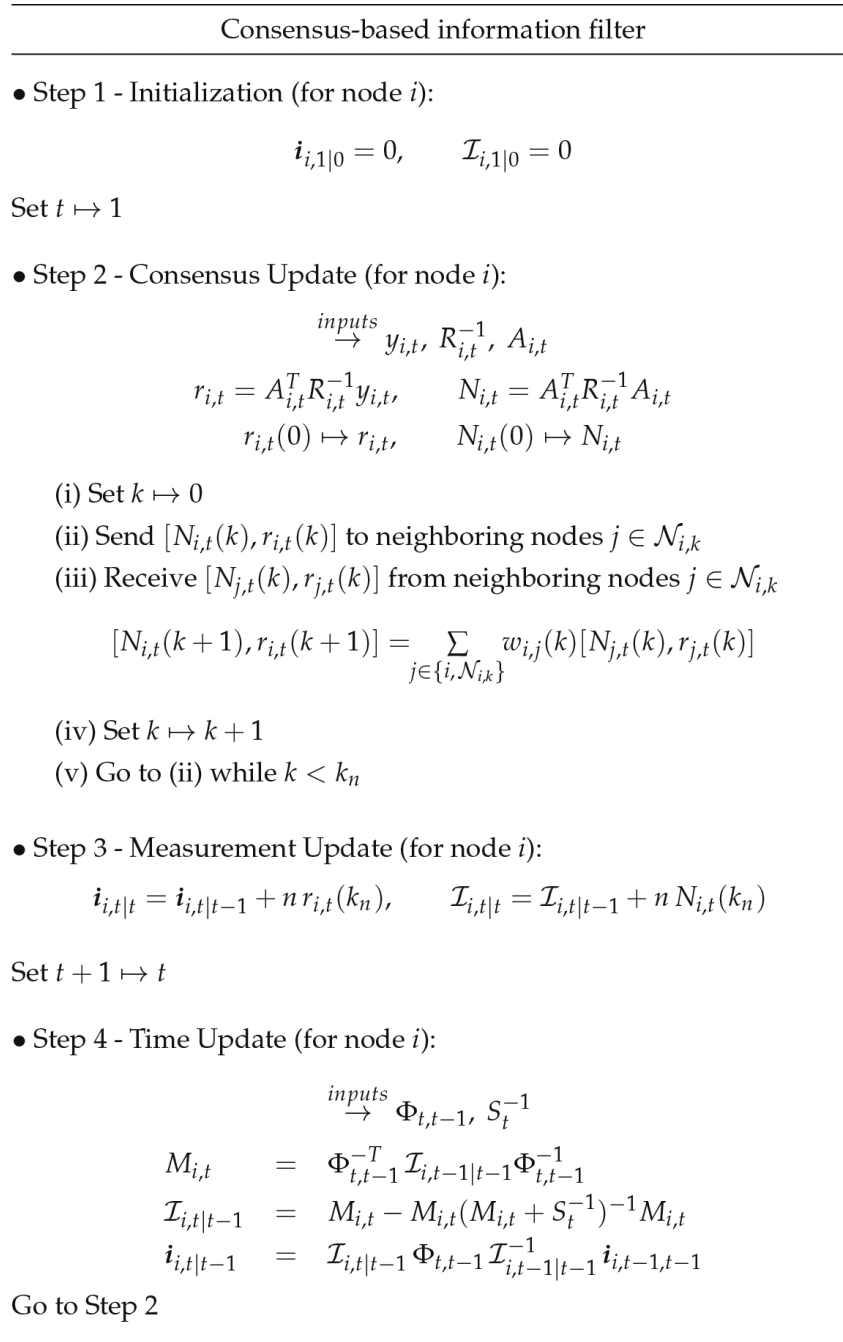 Consensus-based information filter
• Step 1 - Initialization (for node i):
𝒊_{i,1|0} = 0, ℐ_{i,1|0} = 0
Set t ↦ 1
• Step 2 - Consensus Update (for node i):
inputs
→ y_{i,t}, R_{i,t}^{−1}, A_{i,t}
r_{i,t} = A_{i,t}^T R_{i,t}^{−1} y_{i,t}, N_{i,t} = A_{i,t}^T R_{i,t}^{−1} A_{i,t}
r_{i,t}(0) ↦ r_{i,t}, N_{i,t}(0) ↦ N_{i,t}
(i) Set k ↦ 0
(ii) Send [N_{i,t}(k), r_{i,t}(k)] to neighboring nodes j ∈ 𝒩_{i,k}
(iii) Receive [N_{j,t}(k), r_{j,t}(k)] from neighboring nodes j ∈ 𝒩_{i,k}
[N_{i,t}(k + 1), r_{i,t}(k + 1)] = ∑_{j∈{i,𝒩_{i,k}}} w_{i,j}(k)[N_{j,t}(k), r_{j,t}(k)]
(iv) Set k ↦ k + 1
(v) Go to (ii) while k < k_n
• Step 3 - Measurement Update (for node i):
𝒊_{i,t|t} = 𝒊_{i,t|t−1} + n r_{i,t}(k_n), ℐ_{i,t|t} = ℐ_{i,t|t−1} + n N_{i,t}(k_n)
Set t + 1 ↦ t
• Step 4 - Time Update (for node i):
inputs
→ Φ_{t,t−1}, S_t^{−1}
M_{i,t} = Φ_{t,t−1}^{−T} ℐ_{i,t−1|t−1} Φ_{t,t−1}^{−1}
ℐ_{i,t|t−1} = M_{i,t} − M_{i,t}(M_{i,t} + S_t^{−1})^{−1} M_{i,t}
𝒊_{i,t|t−1} = ℐ_{i,t|t−1} Φ_{t,t−1} ℐ_{i,t−1|t−1}^{−1} 𝒊_{i,t−1,t−1}
Go to Step 2